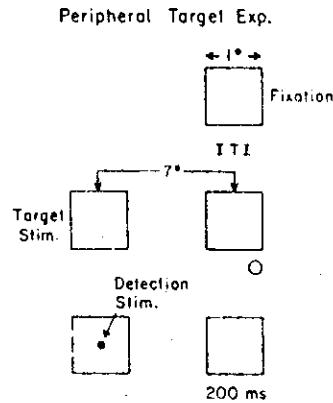 Peripheral Target Exp.
1°
Fixation
ITI
7°
Target
Stim.
Detection
Stim.
200 ms